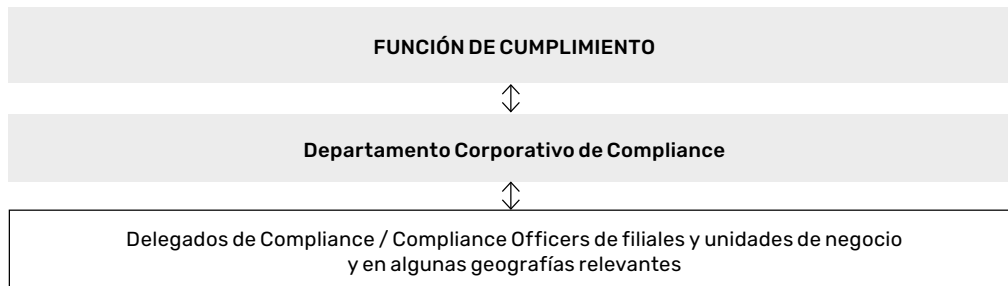 FUNCIÓN DE CUMPLIMIENTO
Departamento Corporativo de Compliance
Delegados de Compliance / Compliance Officers de filiales y unidades de negocio
y en algunas geografías relevantes